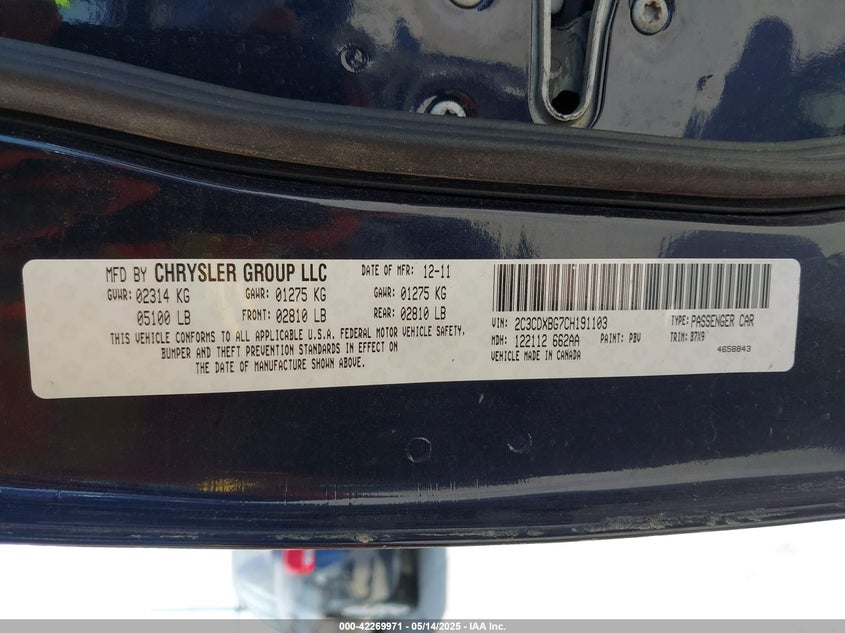 MFD BY CHRYSLER GROUP LLC DATE OF MFR: 12-11
GVWR: 02314 KG GAWR: 01275 KG GAWR: 01275 KG
05100 LB FRONT: 02810 LB REAR: 02810 LB
THIS VEHICLE CONFORMS TO ALL APPLICABLE U.S.A. FEDERAL MOTOR VEHICLE SAFETY,
BUMPER AND THEFT PREVENTION STANDARDS IN EFFECT ON
THE DATE OF MANUFACTURE SHOWN ABOVE.
VIN: 2C3CDXBG7CH191103 TYPE: PASSENGER CAR
MDH: 122112 662AA PAINT: PBV TRIM: B7X9
VEHICLE MADE IN CANADA 4658843
000-42269971 - 05/14/2025 - IAA Inc.